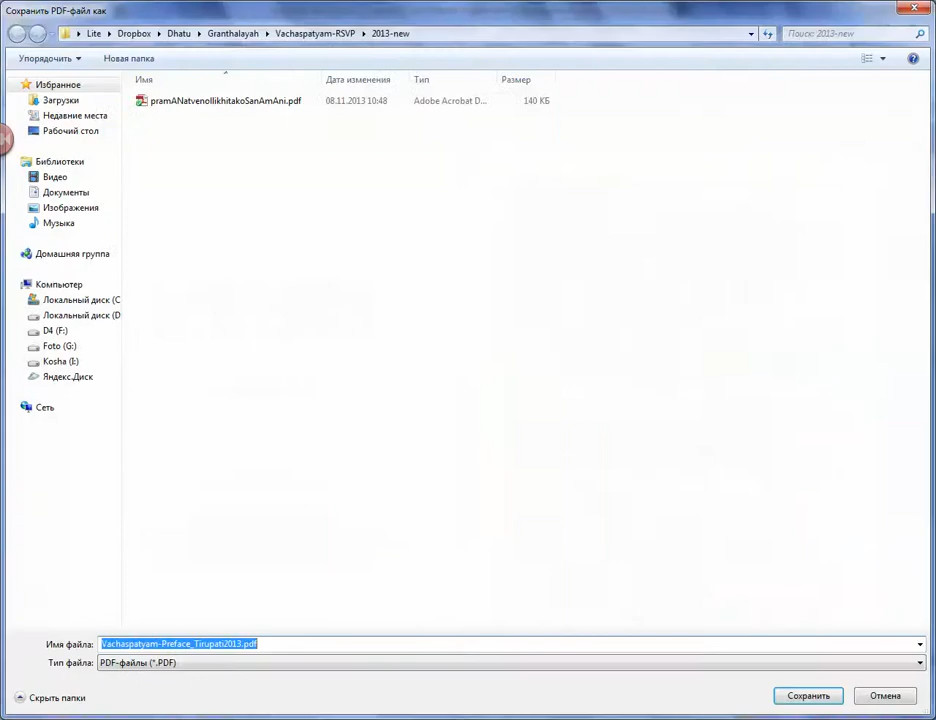 Сохранить PDF-файл как
Lite Dropbox Dhatu Granthalayah Vachaspatyam-RSVP 2013-new
Поиск: 2013-new
Упорядочить Новая папка
Имя Дата изменения Тип Размер
pramANatvenollikhitakoSanAmAni.pdf 08.11.2013 10:48 Adobe Acrobat D... 140 КБ
Избранное
Загрузки
Недавние места
Рабочий стол
Библиотеки
Видео
Документы
Изображения
Музыка
Домашняя группа
Компьютер
Локальный диск (C
Локальный диск (D
D4 (F:)
Foto (G:)
Kosha (I:)
Яндекс.Диск
Сеть
Имя файла: Vachaspatyam-Preface_Tirupati2013.pdf
Тип файла: PDF-файлы (*.PDF)
Скрыть папки Сохранить Отмена